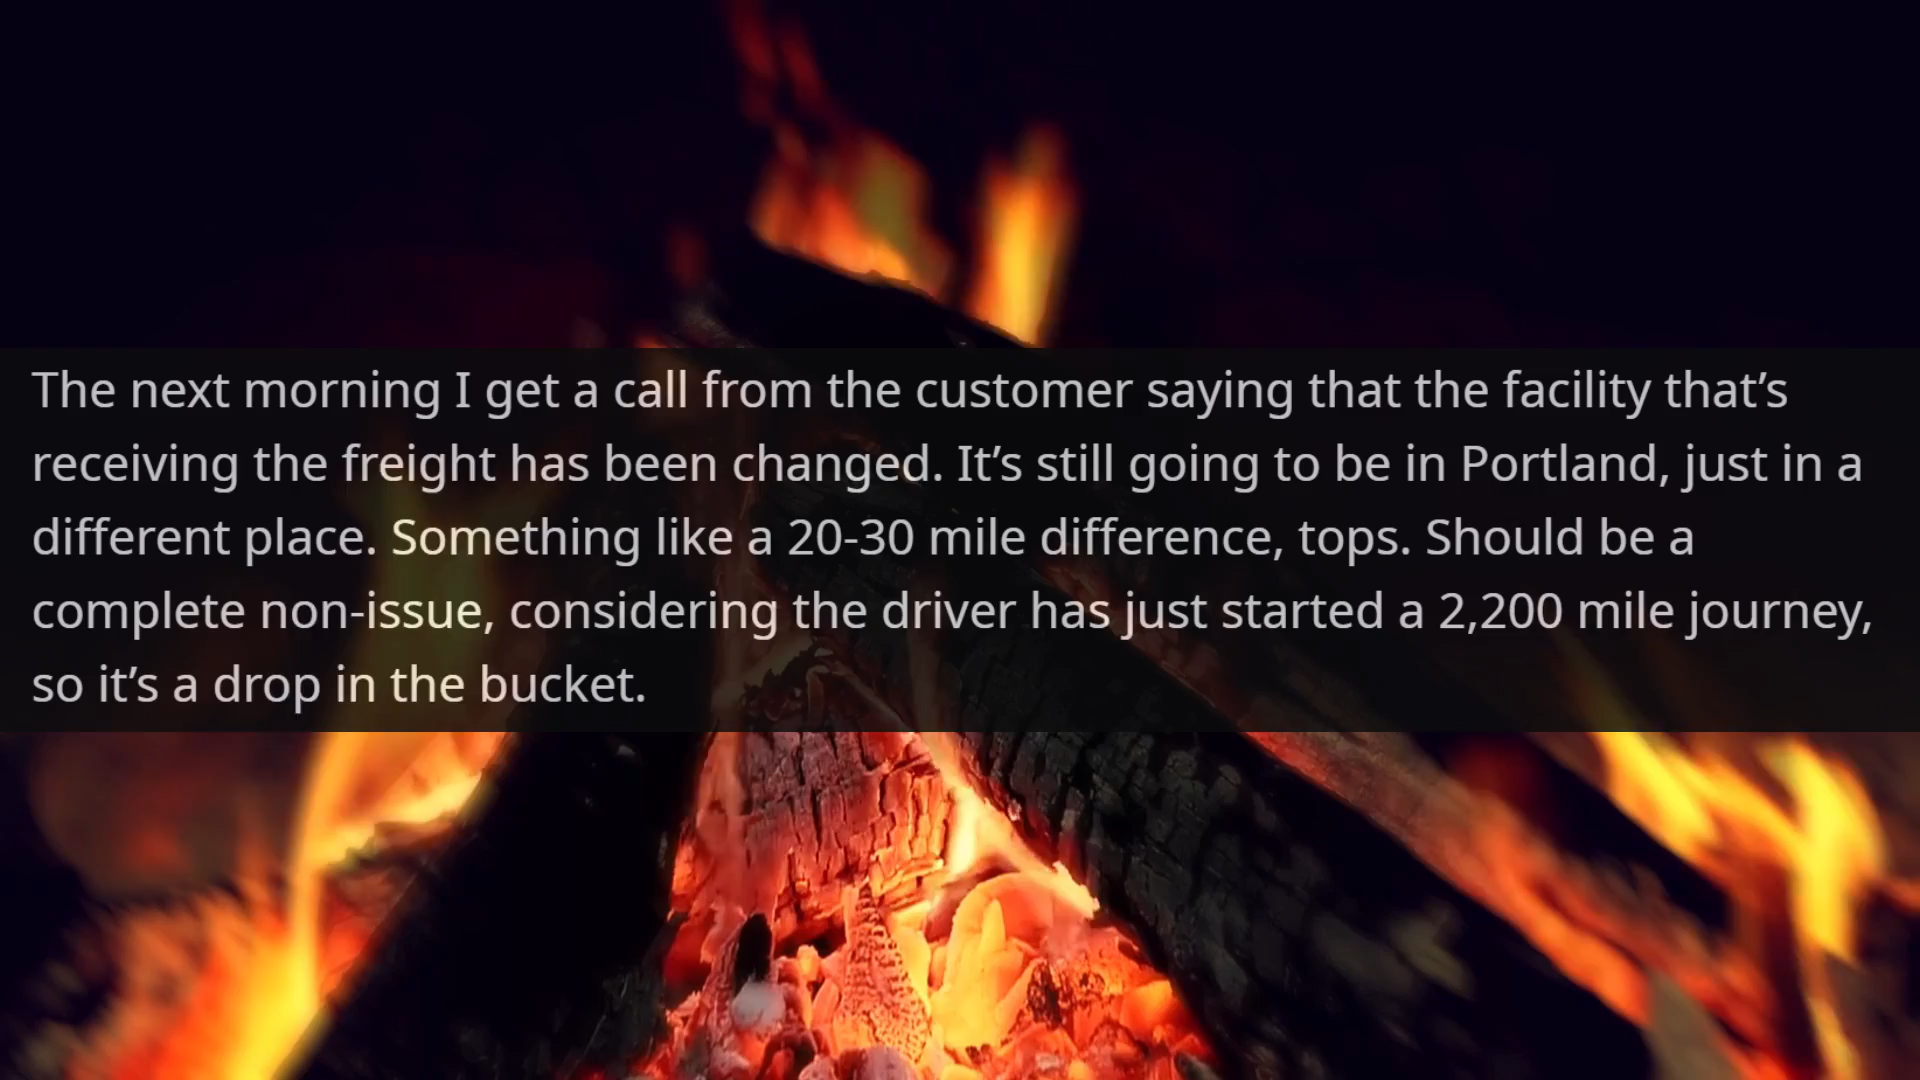 The next morning I get a call from the customer saying that the facility that’s
receiving the freight has been changed. It’s still going to be in Portland, just in a
different place. Something like a 20-30 mile difference, tops. Should be a
complete non-issue, considering the driver has just started a 2,200 mile journey,
so it’s a drop in the bucket.